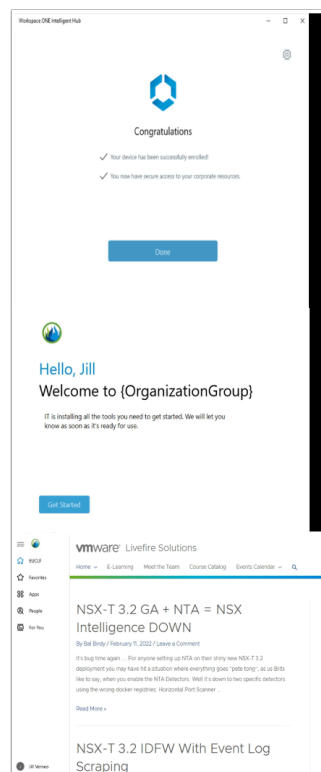 Workspace ONE Intelligent Hub
Congratulations
Your device has been successfully enrolled!
You now have secure access to your corporate resources.
Done
Hello, Jill
Welcome to {OrganizationGroup}
IT is installing all the tools you need to get started. We will let you
know as soon as it's ready for use.
Get Started
EUCLF
Favorites
Apps
People
For You
Jill Verneo
vmware® Livefire Solutions
Home E-Learning Meet the Team Course Catalog Events Calendar
NSX-T 3.2 GA + NTA = NSX
Intelligence DOWN
By Bal Birdy / February 11, 2022 / Leave a Comment
It's bug time again ... For anyone setting up NTA on their shiny new NSX-T 3.2
deployment you may have hit a situation where everything goes "pete tong", as us Brits
like to say, when you enable the NTA Detectors. Well it's down to two specific detectors
using the wrong docker registries: Horizontal Port Scanner ...
Read More »
NSX-T 3.2 IDFW With Event Log
Scraping